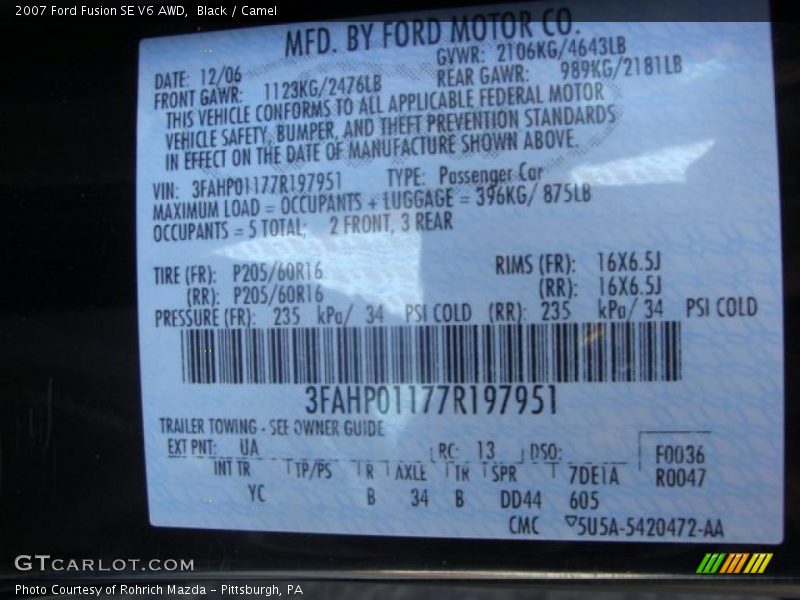 2007 Ford Fusion SE V6 AWD, Black / Camel
MFD. BY FORD MOTOR CO.
DATE: 12/06 GVWR: 2106KG/4643LB
FRONT GAWR: 1123KG/2476LB REAR GAWR: 989KG/2181LB
THIS VEHICLE CONFORMS TO ALL APPLICABLE FEDERAL MOTOR
VEHICLE SAFETY, BUMPER, AND THEFT PREVENTION STANDARDS
IN EFFECT ON THE DATE OF MANUFACTURE SHOWN ABOVE.
VIN: 3FAHP01177R197951 TYPE: Passenger Car
MAXIMUM LOAD = OCCUPANTS + LUGGAGE = 396KG/ 875LB
OCCUPANTS = 5 TOTAL; 2 FRONT, 3 REAR
TIRE (FR): P205/60R16 RIMS (FR): 16X6.5J
(RR): P205/60R16 (RR): 16X6.5J
PRESSURE (FR): 235 kPa/ 34 PSI COLD (RR): 235 kPa/ 34 PSI COLD
3FAHP01177R197951
TRAILER TOWING - SEE OWNER GUIDE
EXT PNT: UA RC: 13 DSO: F0036
INT TR TP/PS R AXLE TR SPR 7DE1A R0047
YC B 34 B DD44 605
CMC ▽5U5A-5420472-AA
GTCARLOT.COM
Photo Courtesy of Rohrich Mazda - Pittsburgh, PA